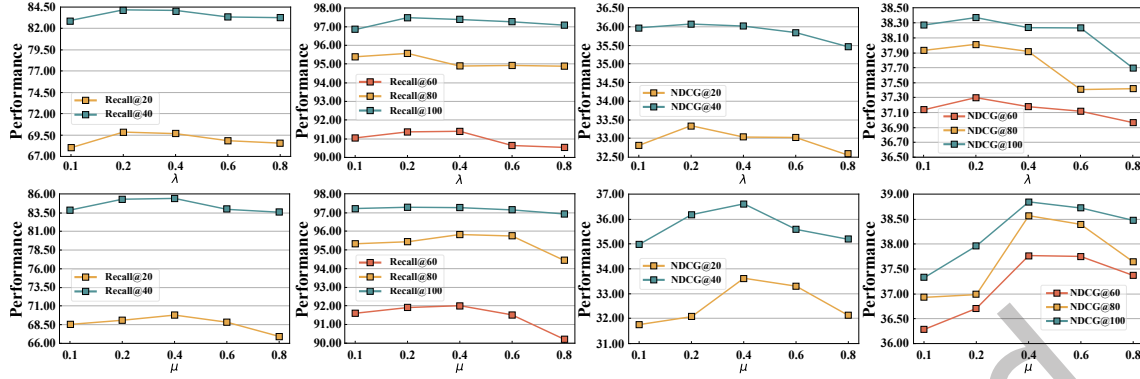 84.50
82.00
79.50
77.00
74.50
72.00
69.50
67.00
Performance
Recall@20
Recall@40
0.1 0.2 0.4 0.6 0.8
λ
98.00
97.00
96.00
95.00
94.00
93.00
92.00
91.00
90.00
Performance
Recall@60
Recall@80
Recall@100
0.1 0.2 0.4 0.6 0.8
λ
36.50
36.00
35.50
35.00
34.50
34.00
33.50
33.00
32.50
Performance
NDCG@20
NDCG@40
0.1 0.2 0.4 0.6 0.8
λ
38.50
38.30
38.10
37.90
37.70
37.50
37.30
37.10
36.90
36.70
36.50
Performance
NDCG@60
NDCG@80
NDCG@100
0.1 0.2 0.4 0.6 0.8
λ
86.00
83.50
81.00
78.50
76.00
73.50
71.00
68.50
66.00
Performance
Recall@20
Recall@40
0.1 0.2 0.4 0.6 0.8
μ
98.00
97.00
96.00
95.00
94.00
93.00
92.00
91.00
90.00
Performance
Recall@60
Recall@80
Recall@100
0.1 0.2 0.4 0.6 0.8
μ
37.00
36.00
35.00
34.00
33.00
32.00
31.00
Performance
NDCG@20
NDCG@40
0.1 0.2 0.4 0.6 0.8
μ
39.00
38.50
38.00
37.50
37.00
36.50
36.00
Performance
NDCG@60
NDCG@80
NDCG@100
0.1 0.2 0.4 0.6 0.8
μ